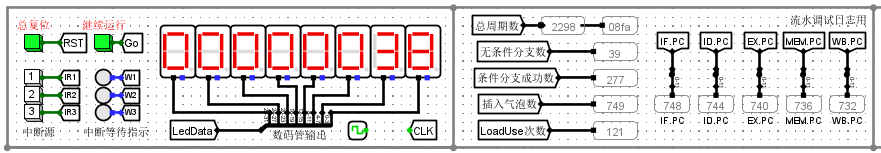 总复位
继续运行
RST
Go
00000038
1
IR1
2
IR2
3
IR3
W1
W2
W3
中断源
中断等待指示
LedData
数码管输出
CLK
总周期数
2298
08fa
流水调试日志用
无条件分支数
39
条件分支成功数
277
插入气泡数
749
LoadUse次数
121
IF.PC
ID.PC
EX.PC
MEM.PC
WB.PC
748
744
740
736
732
IF.PC
ID.PC
EX.PC
MEM.PC
WB.PC